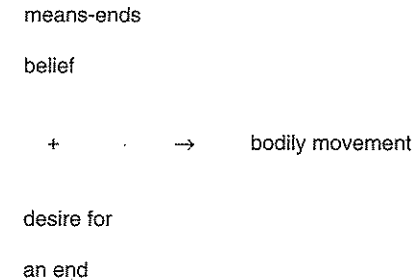 means-ends
belief
+ → bodily movement
desire for
an end